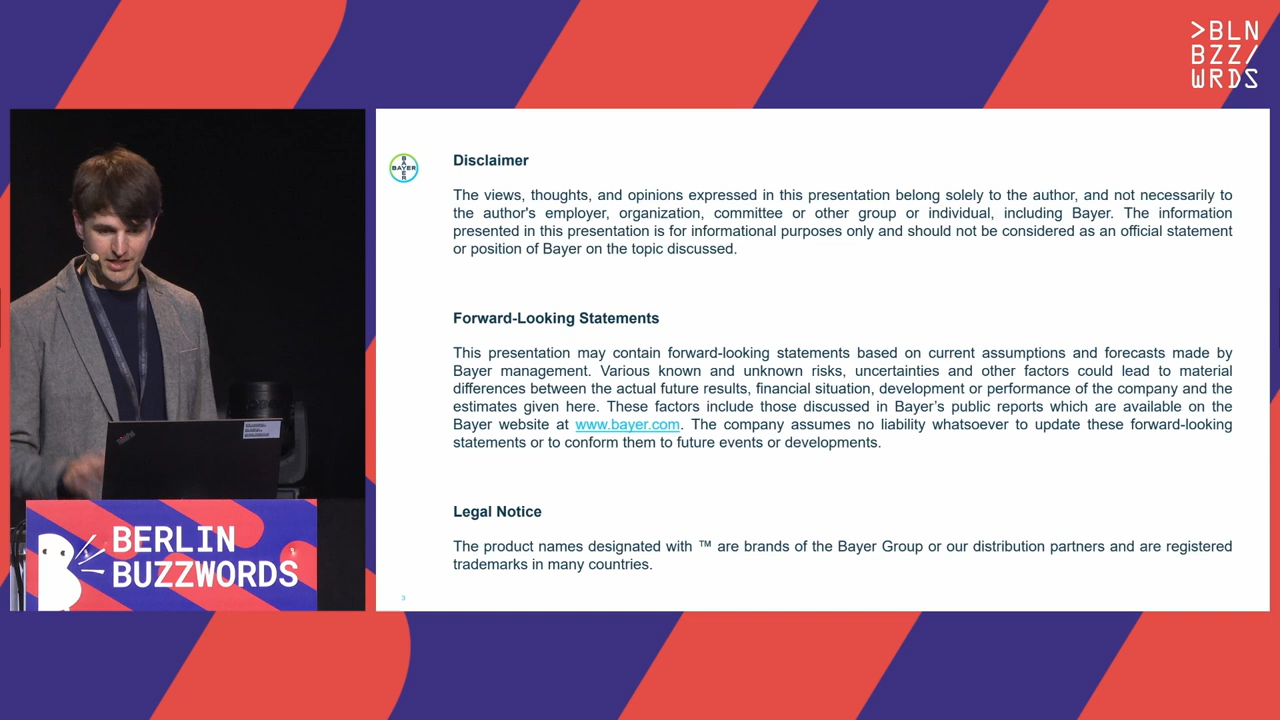 >BLN
BZZ/
WRDS
BAYER
BAYER
Disclaimer
The views, thoughts, and opinions expressed in this presentation belong solely to the author, and not necessarily to
the author's employer, organization, committee or other group or individual, including Bayer. The information
presented in this presentation is for informational purposes only and should not be considered as an official statement
or position of Bayer on the topic discussed.
Forward-Looking Statements
This presentation may contain forward-looking statements based on current assumptions and forecasts made by
Bayer management. Various known and unknown risks, uncertainties and other factors could lead to material
differences between the actual future results, financial situation, development or performance of the company and the
estimates given here. These factors include those discussed in Bayer’s public reports which are available on the
Bayer website at www.bayer.com. The company assumes no liability whatsoever to update these forward-looking
statements or to conform them to future events or developments.
Legal Notice
The product names designated with ™ are brands of the Bayer Group or our distribution partners and are registered
trademarks in many countries.
3
ThinkPad
BERLIN
BUZZWORDS